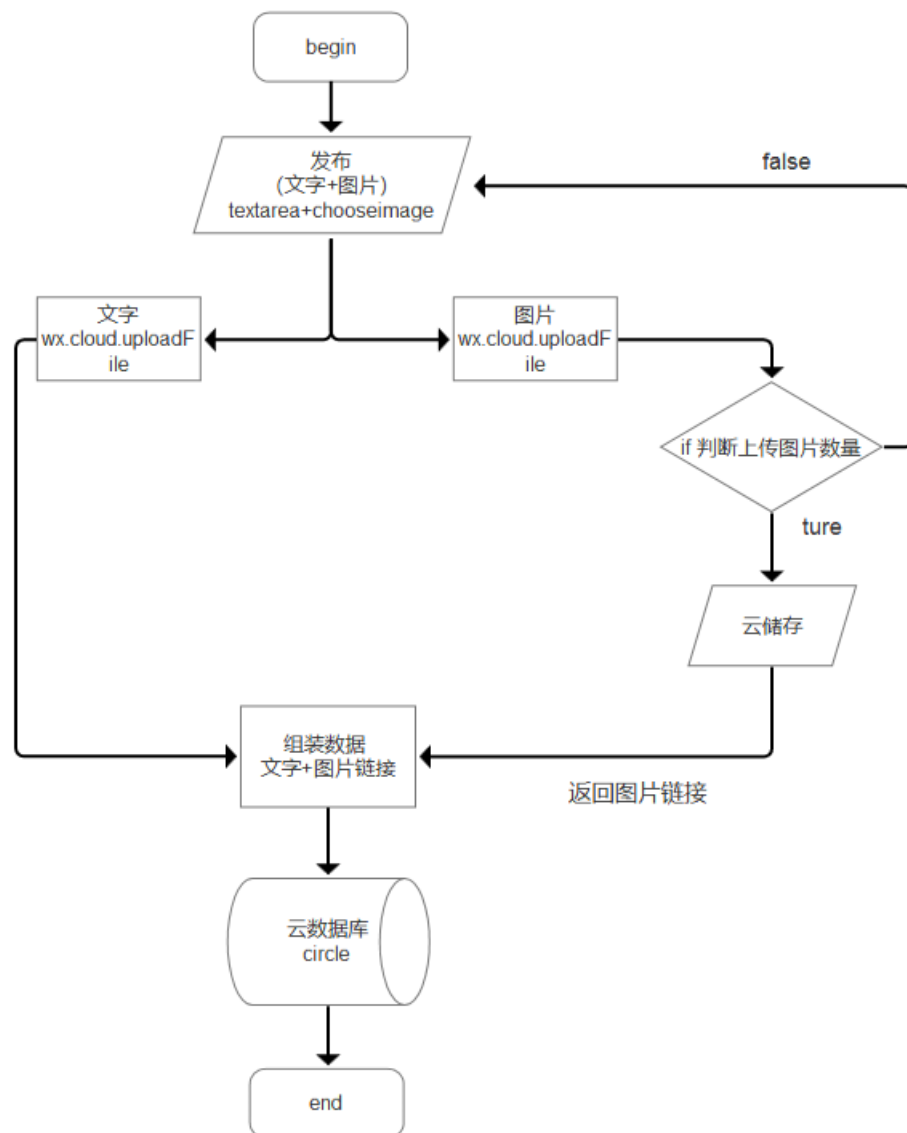 begin
发布
(文字+图片)
textarea+chooseimage
false
文字
wx.cloud.uploadF
ile
图片
wx.cloud.uploadF
ile
if 判断上传图片数量
ture
云储存
组装数据
文字+图片链接
返回图片链接
云数据库
circle
end